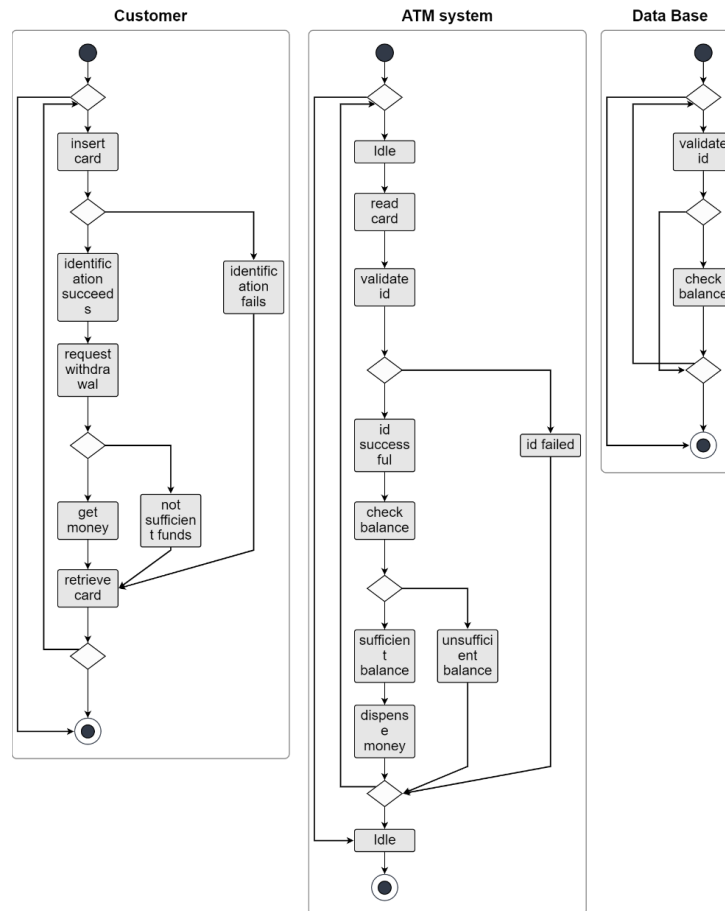 Customer
insert
card
identific
ation
succeed
s
identific
ation
fails
request
withdra
wal
get
money
not
sufficien
t funds
retrieve
card
ATM system
Idle
read
card
validate
id
id
success
ful
id failed
check
balance
sufficien
t
balance
unsuffici
ent
balance
dispens
e
money
Idle
Data Base
validate
id
check
balance